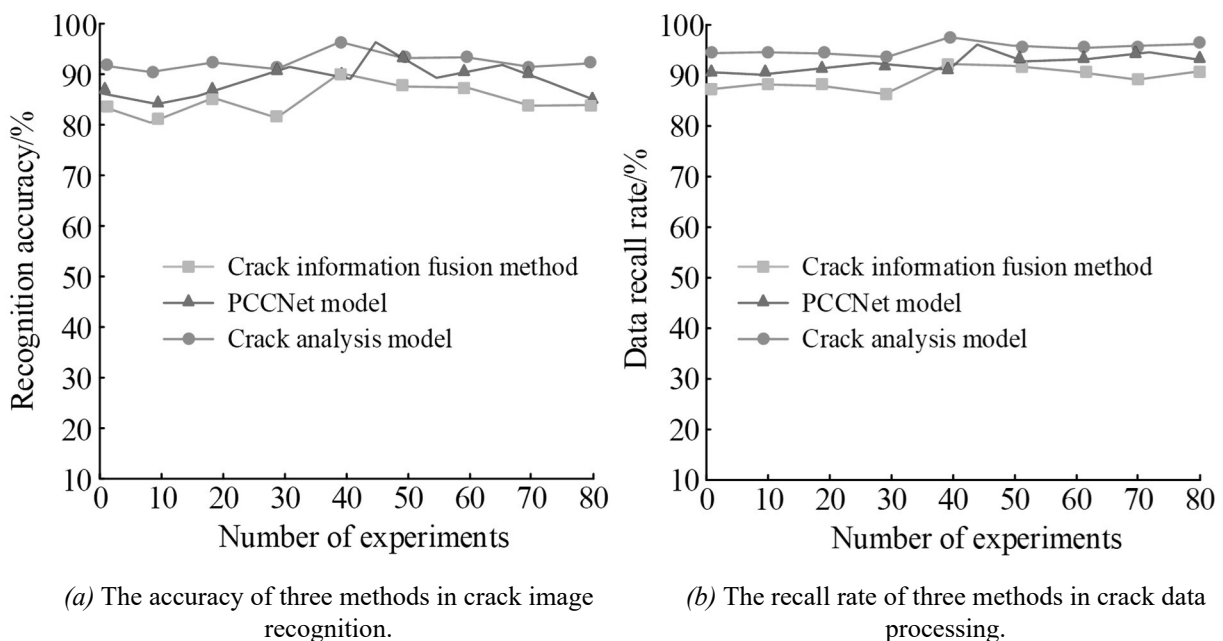 100
90
80
70
60
50
40
30
20
10
Recognition accuracy/%
Crack information fusion method
PCCNet model
Crack analysis model
0 10 20 30 40 50 60 70 80
Number of experiments
(a) The accuracy of three methods in crack image
recognition.
100
90
80
70
60
50
40
30
20
10
Data recall rate/%
Crack information fusion method
PCCNet model
Crack analysis model
0 10 20 30 40 50 60 70 80
Number of experiments
(b) The recall rate of three methods in crack data
processing.